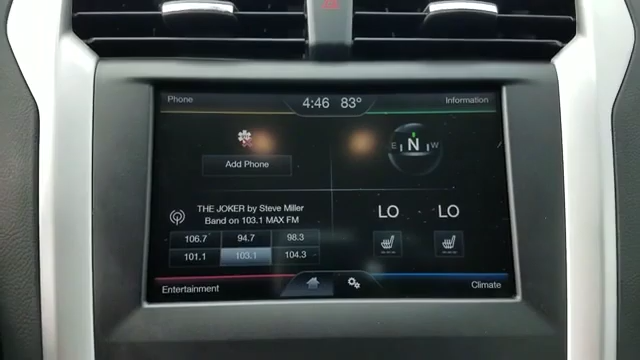 Phone
4:46 83°
Information
Add Phone
E N W
THE JOKER by Steve Miller
Band on 103.1 MAX FM
106.7 94.7 98.3
101.1 103.1 104.3
LO LO
Entertainment
Climate